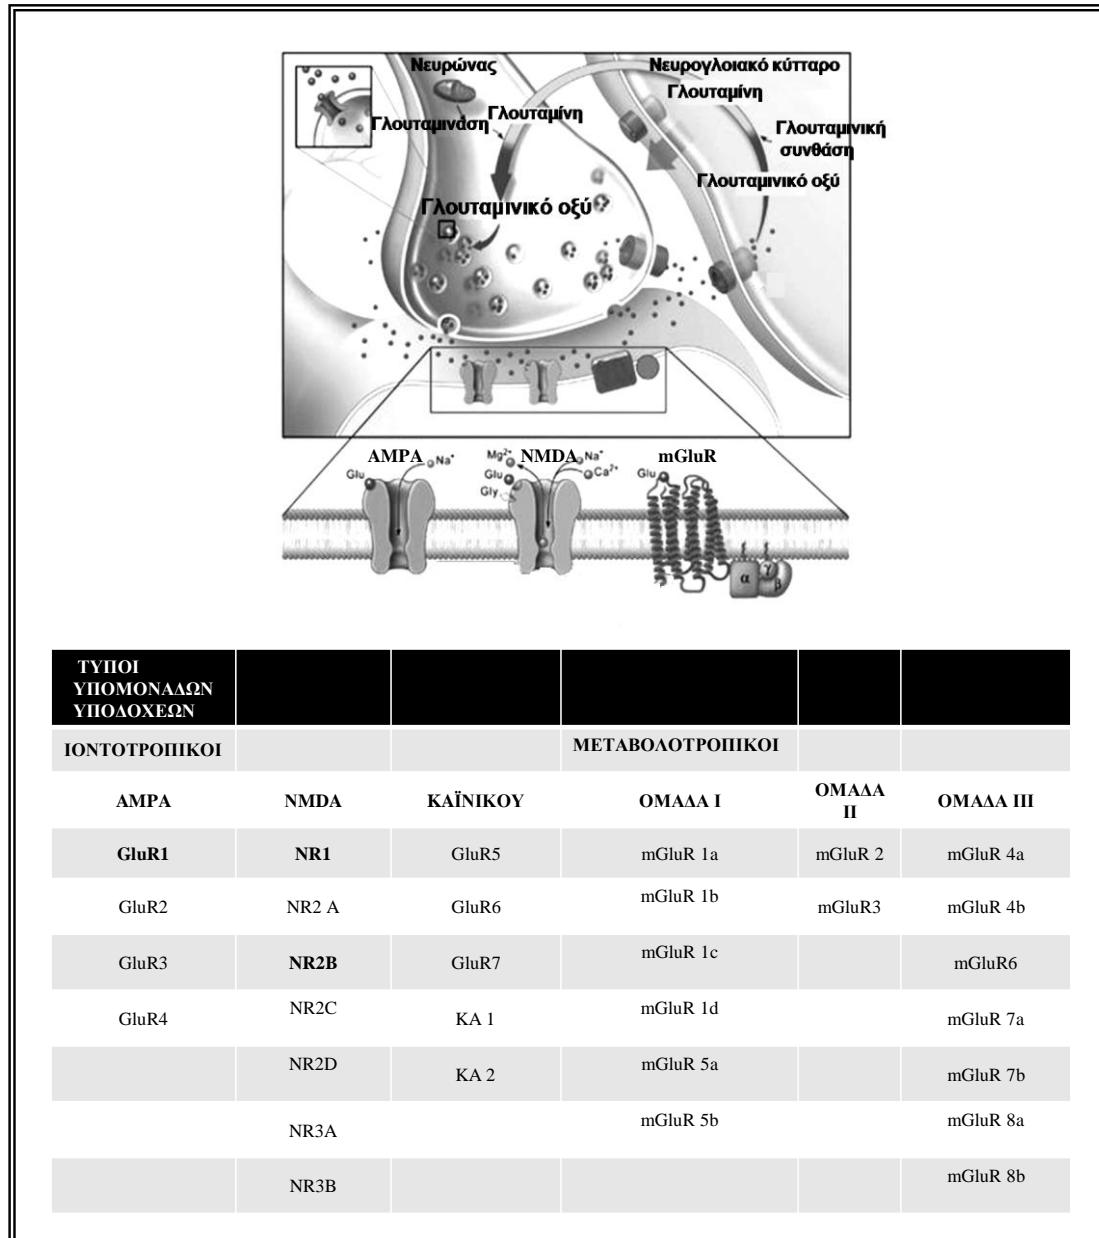 Νευρώνας
Νευρογλοιακό κύτταρο
Γλουταμίνη
Γλουταμινάση
Γλουταμίνη
Γλουταμινική
συνθάση
Γλουταμινικό οξύ
Γλουταμινικό οξύ
AMPA
NMDA
mGluR
Glu
Na⁺
Mg²⁺
Glu
Gly
Na⁺
Ca²⁺
Glu
α
γ
β
ΤΥΠΟΙ
ΥΠΟΜΟΝΑΔΩΝ
ΥΠΟΔΟΧΕΩΝ
ΙΟΝΤΟΤΡΟΠΙΚΟΙ ΜΕΤΑΒΟΛΟΤΡΟΠΙΚΟΙ
AMPA NMDA ΚΑΪΝΙΚΟΥ ΟΜΑΔΑ Ι ΟΜΑΔΑ ΙΙ ΟΜΑΔΑ ΙΙΙ
GluR1 NR1 GluR5 mGluR 1a mGluR 2 mGluR 4a
GluR2 NR2 A GluR6 mGluR 1b mGluR3 mGluR 4b
GluR3 NR2B GluR7 mGluR 1c mGluR6
GluR4 NR2C KA 1 mGluR 1d mGluR 7a
NR2D KA 2 mGluR 5a mGluR 7b
NR3A mGluR 5b mGluR 8a
NR3B mGluR 8b